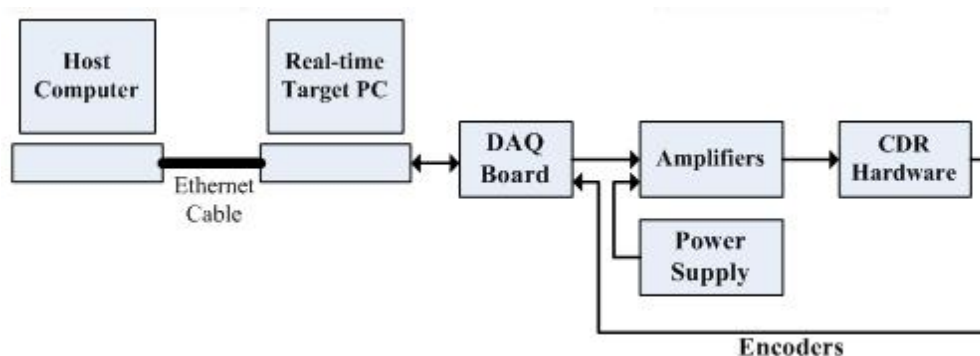 Host
Computer
Real-time
Target PC
Ethernet
Cable
DAQ
Board
Amplifiers
CDR
Hardware
Power
Supply
Encoders